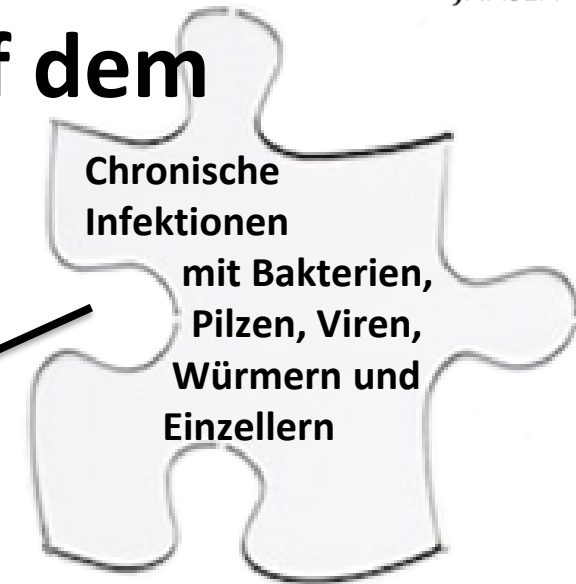 f dem
Chronische
Infektionen
mit Bakterien,
Pilzen, Viren,
Würmern und
Einzellern